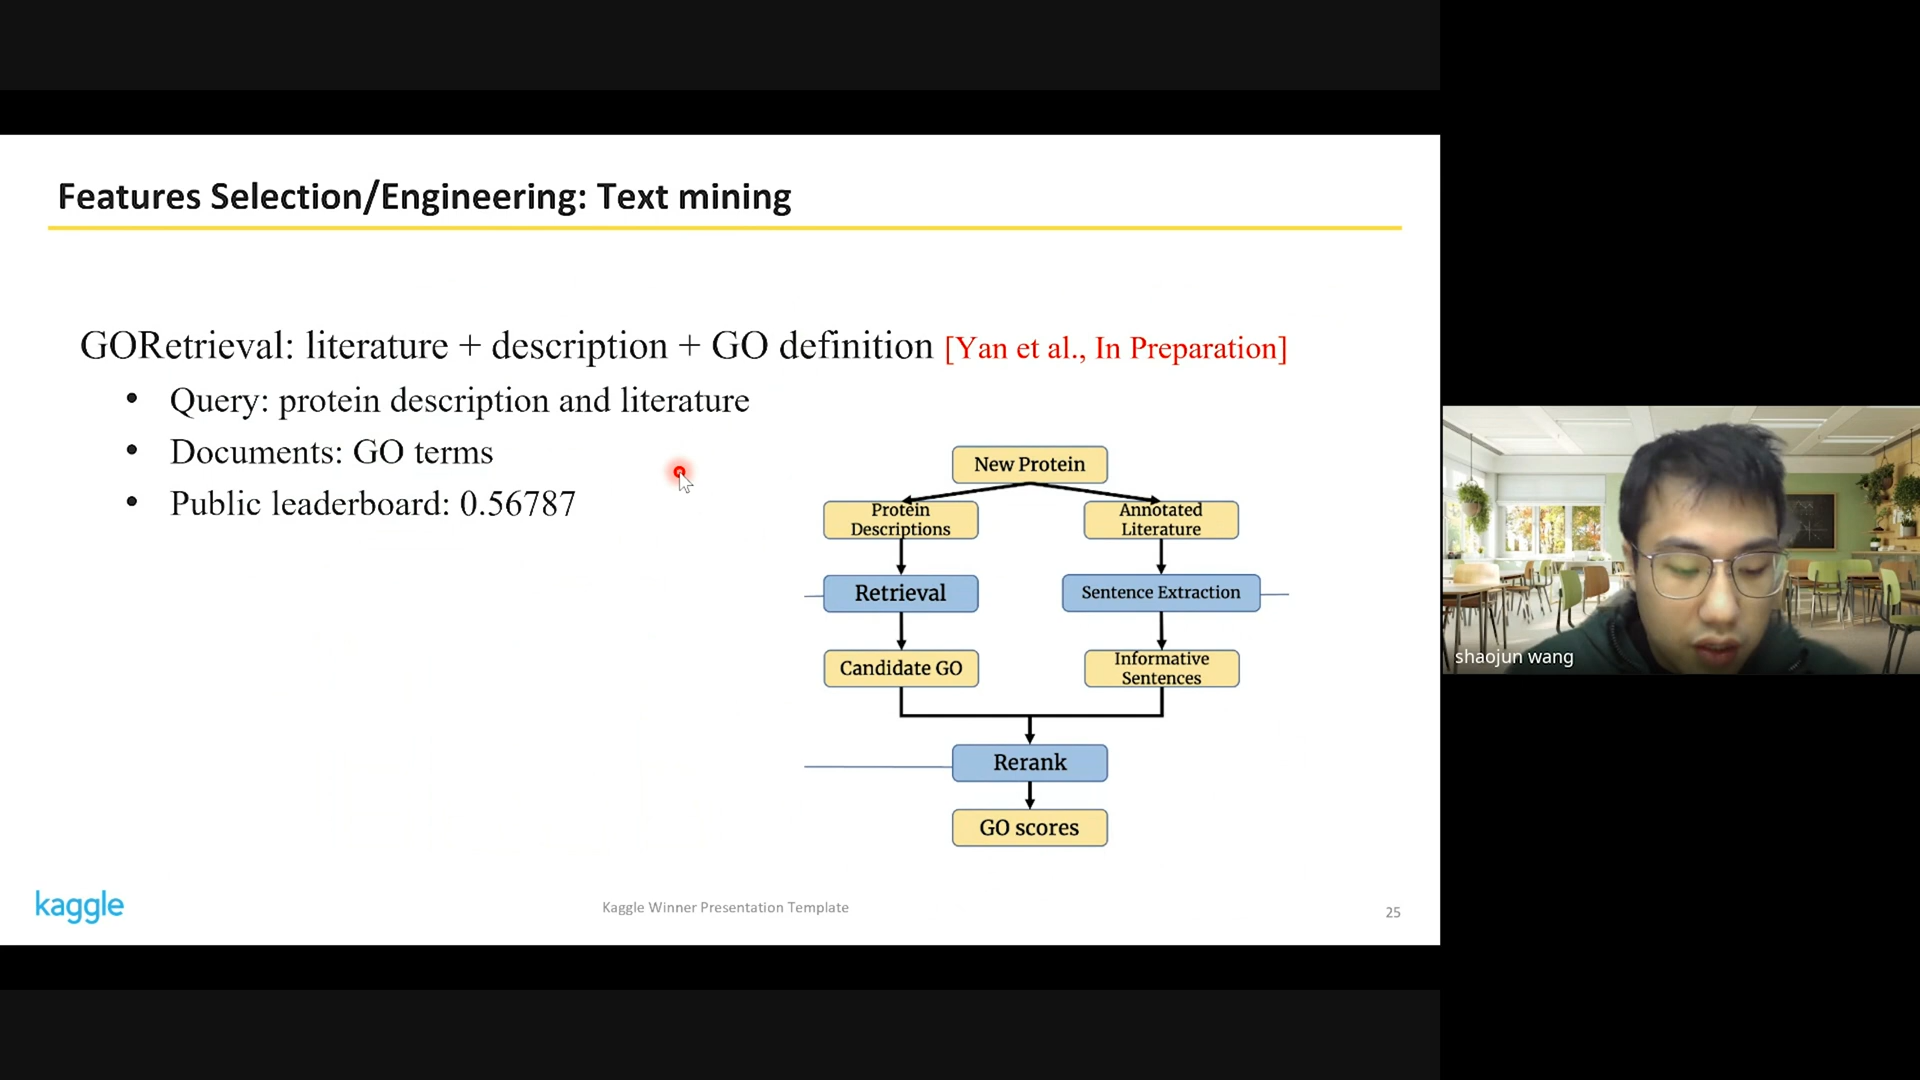 Features Selection/Engineering: Text mining
GORetrieval: literature + description + GO definition [Yan et al., In Preparation]
• Query: protein description and literature
• Documents: GO terms
• Public leaderboard: 0.56787
New Protein
Protein
Descriptions
Annotated
Literature
Retrieval
Sentence Extraction
Candidate GO
Informative
Sentences
Rerank
GO scores
kaggle
Kaggle Winner Presentation Template
25
shaojun wang